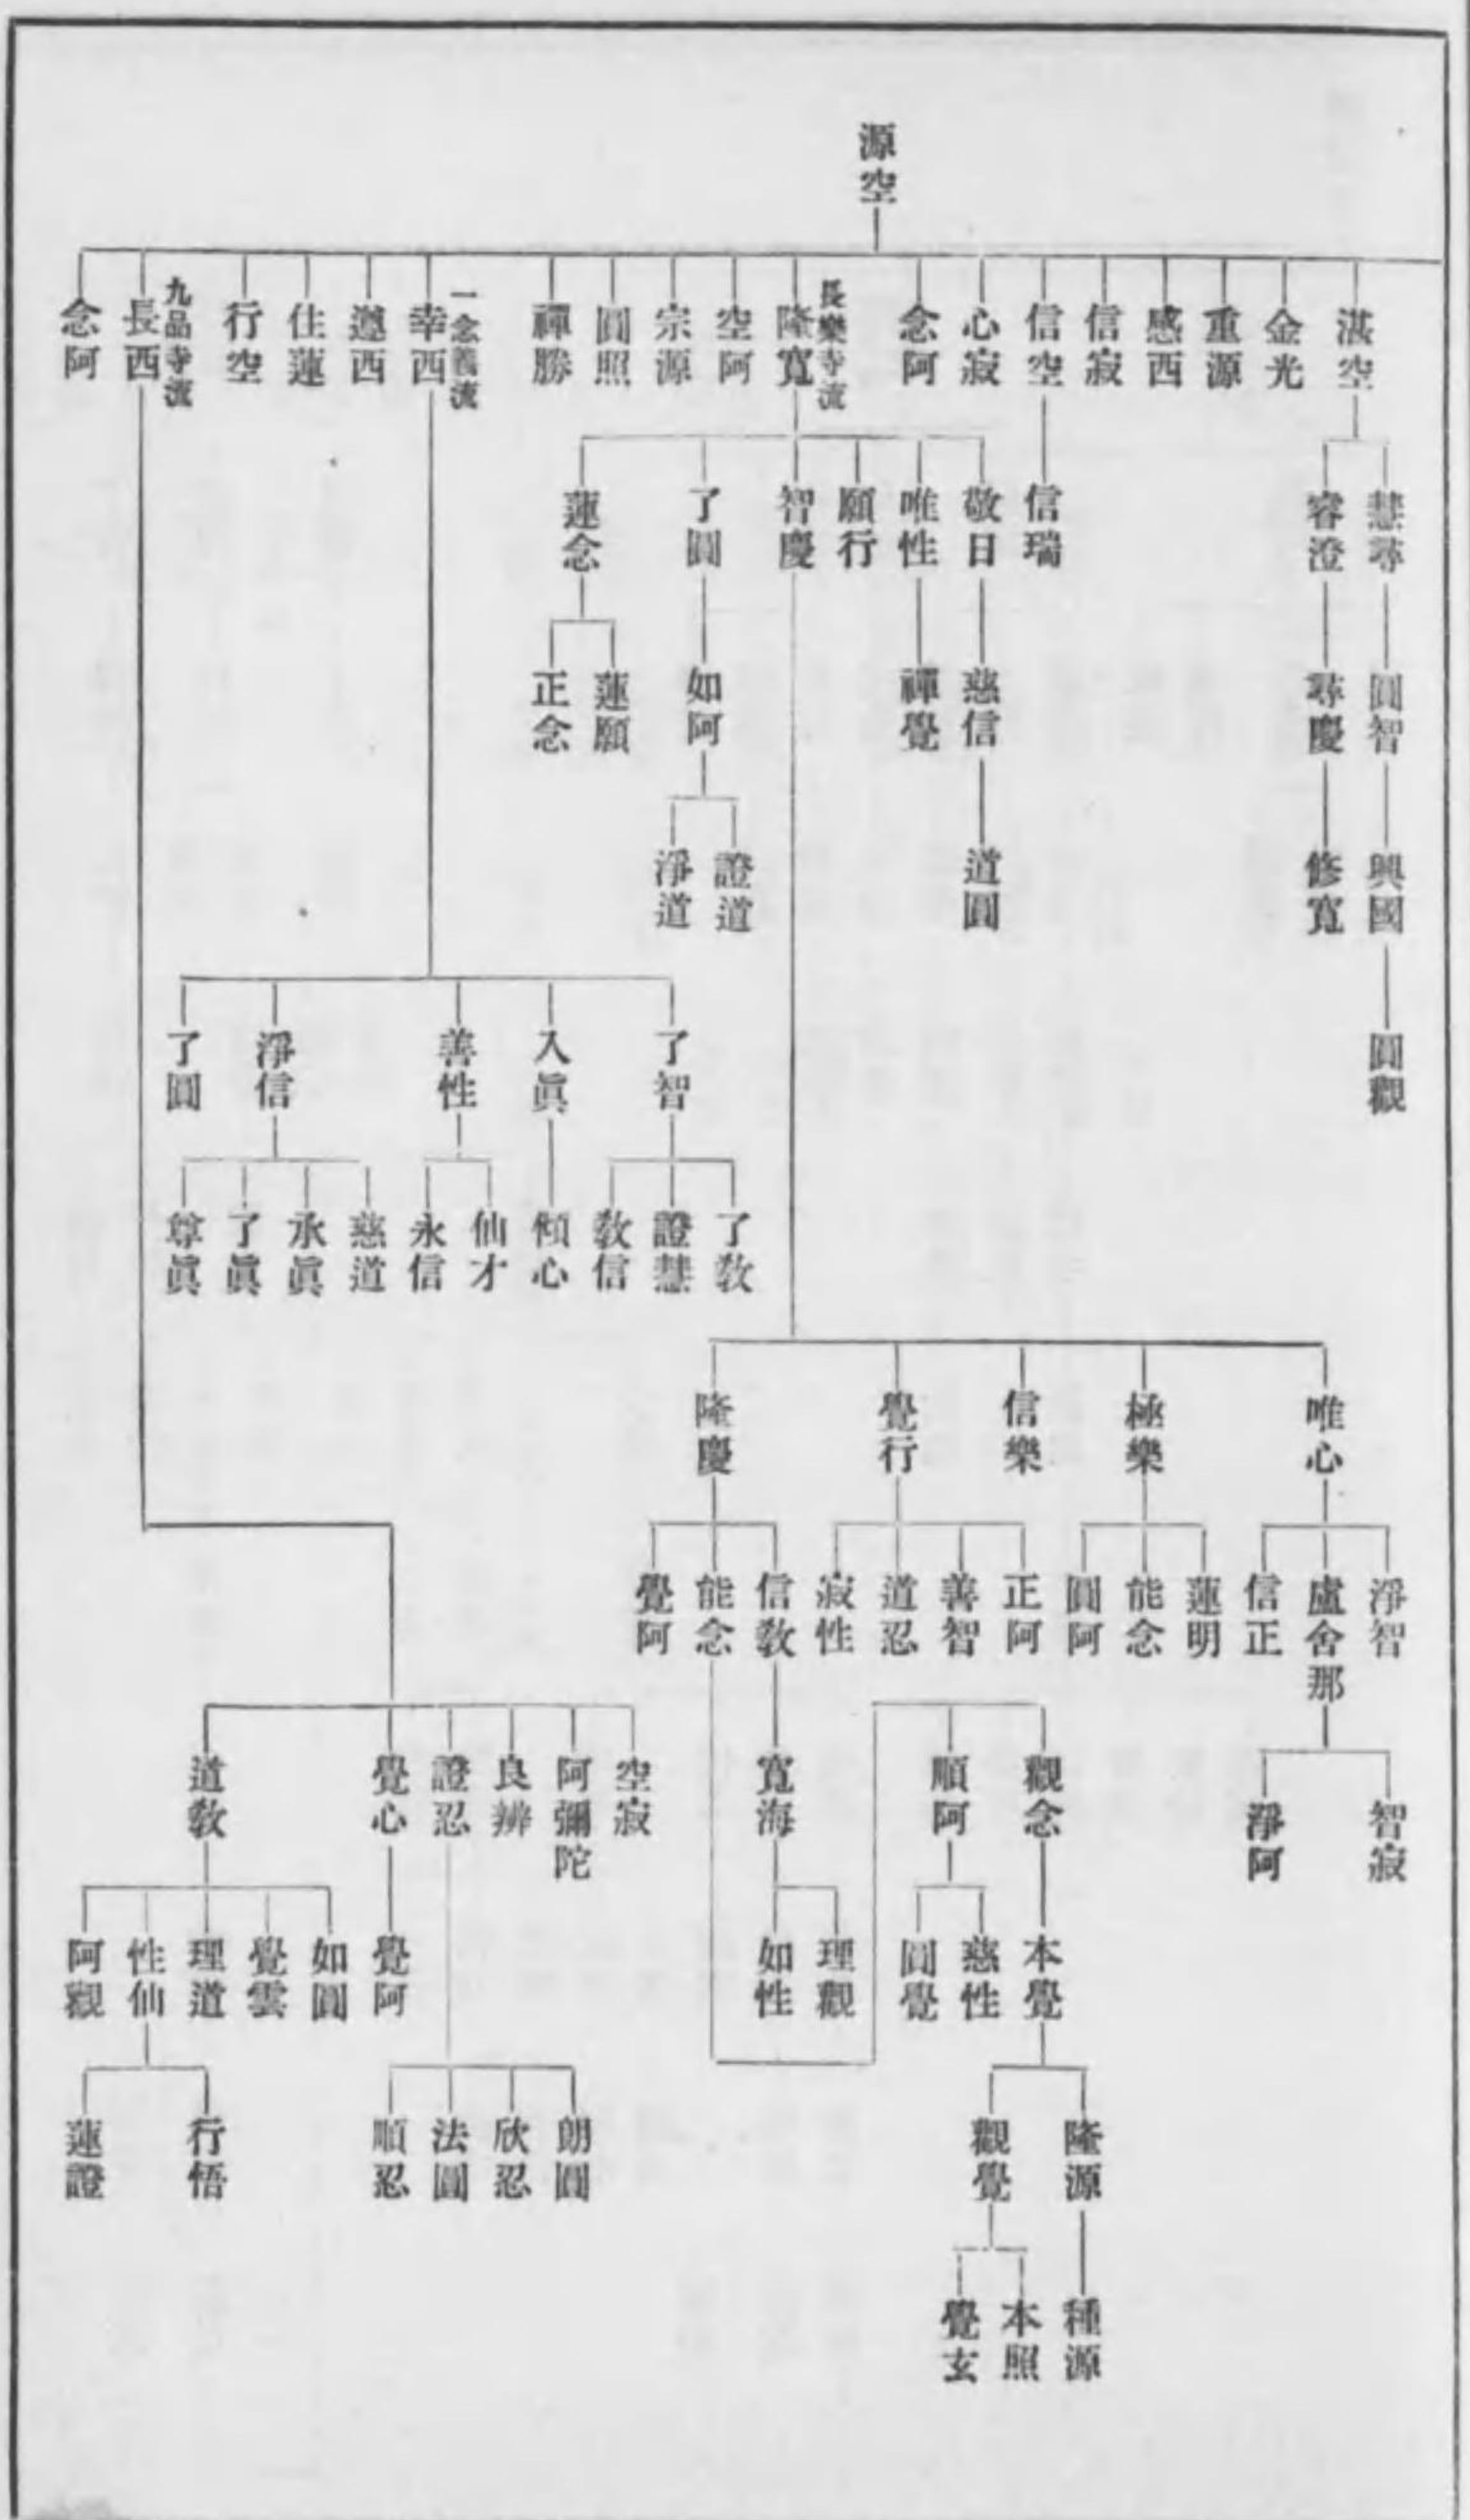 源空
湛空
金光
重源
感西
信寂
信空
心寂
念阿
長樂寺流
隆寬
空阿
宗源
圓照
禪勝
一念義流
幸西
遵西
住蓮
行空
九品寺流
長西
念阿
慧尋
睿澄
信瑞
敬日
唯性
願行
智慶
了圓
蓮念
圓智
尋慶
慈信
禪覺
如阿
蓮願
正念
興國
修寬
道圓
證道
淨道
圓觀
了智
入眞
善性
淨信
了圓
了敎
證慧
敎信
傾心
仙才
永信
慈道
承眞
了眞
尊眞
唯心
極樂
信樂
覺行
隆慶
淨智
盧舍那
信正
蓮明
能念
圓阿
正阿
善智
道忍
寂性
信敎
能念
覺阿
智寂
淨阿
觀念
順阿
寬海
空寂
阿彌陀
良辨
證忍
覺心
道敎
本覺
慈性
圓覺
理觀
如性
覺阿
如圓
覺雲
理道
性仙
阿觀
隆源
觀覺
朗圓
欣忍
法圓
順忍
行悟
蓮證
種源
本照
覺玄